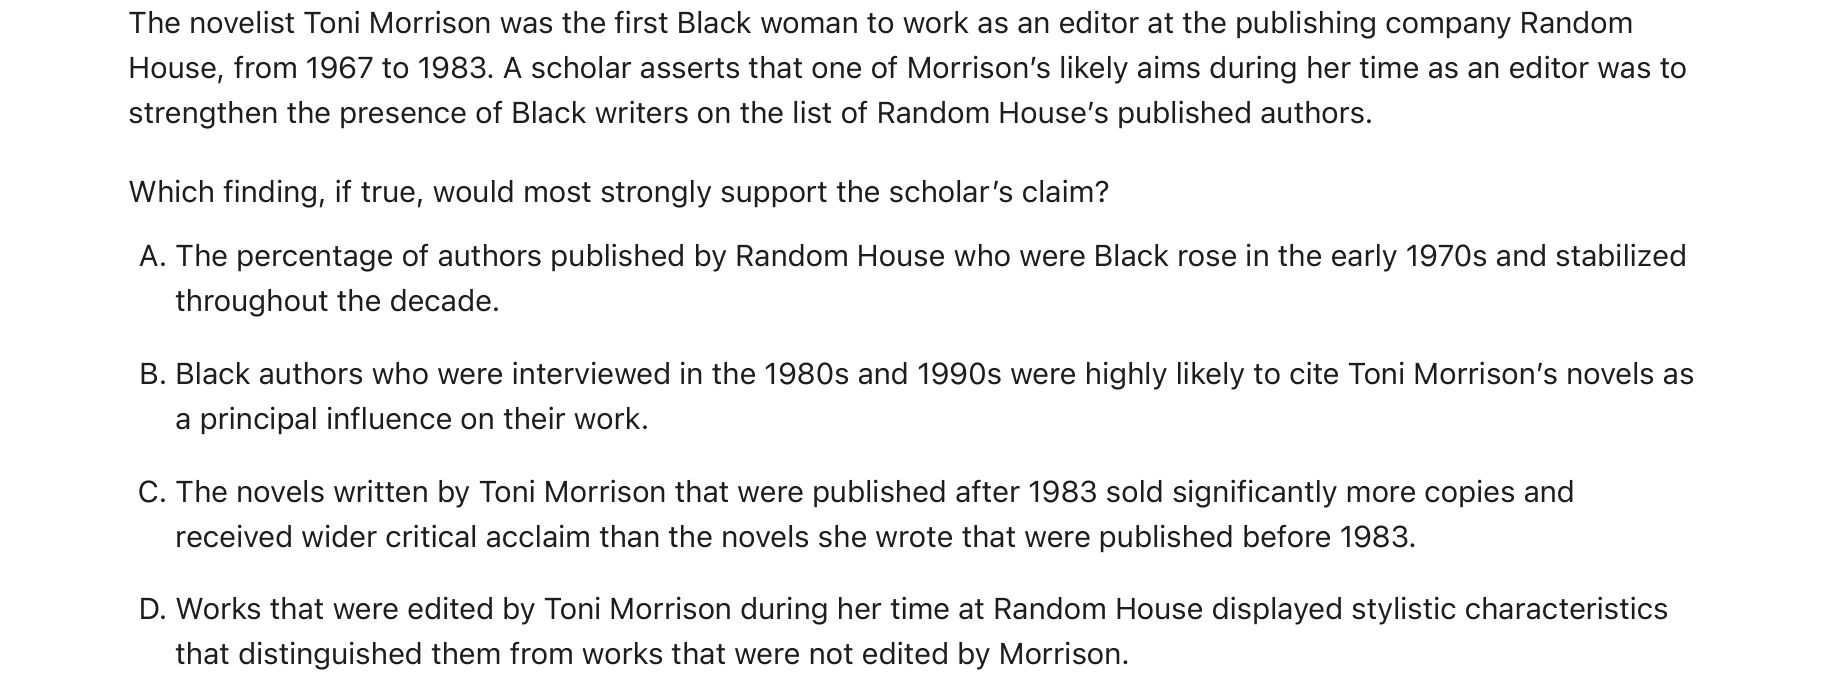 The novelist Toni Morrison was the first Black woman to work as an editor at the publishing company Random
House, from 1967 to 1983. A scholar asserts that one of Morrison’s likely aims during her time as an editor was to
strengthen the presence of Black writers on the list of Random House’s published authors.
Which finding, if true, would most strongly support the scholar’s claim?
A. The percentage of authors published by Random House who were Black rose in the early 1970s and stabilized
throughout the decade.
B. Black authors who were interviewed in the 1980s and 1990s were highly likely to cite Toni Morrison’s novels as
a principal influence on their work.
C. The novels written by Toni Morrison that were published after 1983 sold significantly more copies and
received wider critical acclaim than the novels she wrote that were published before 1983.
D. Works that were edited by Toni Morrison during her time at Random House displayed stylistic characteristics
that distinguished them from works that were not edited by Morrison.